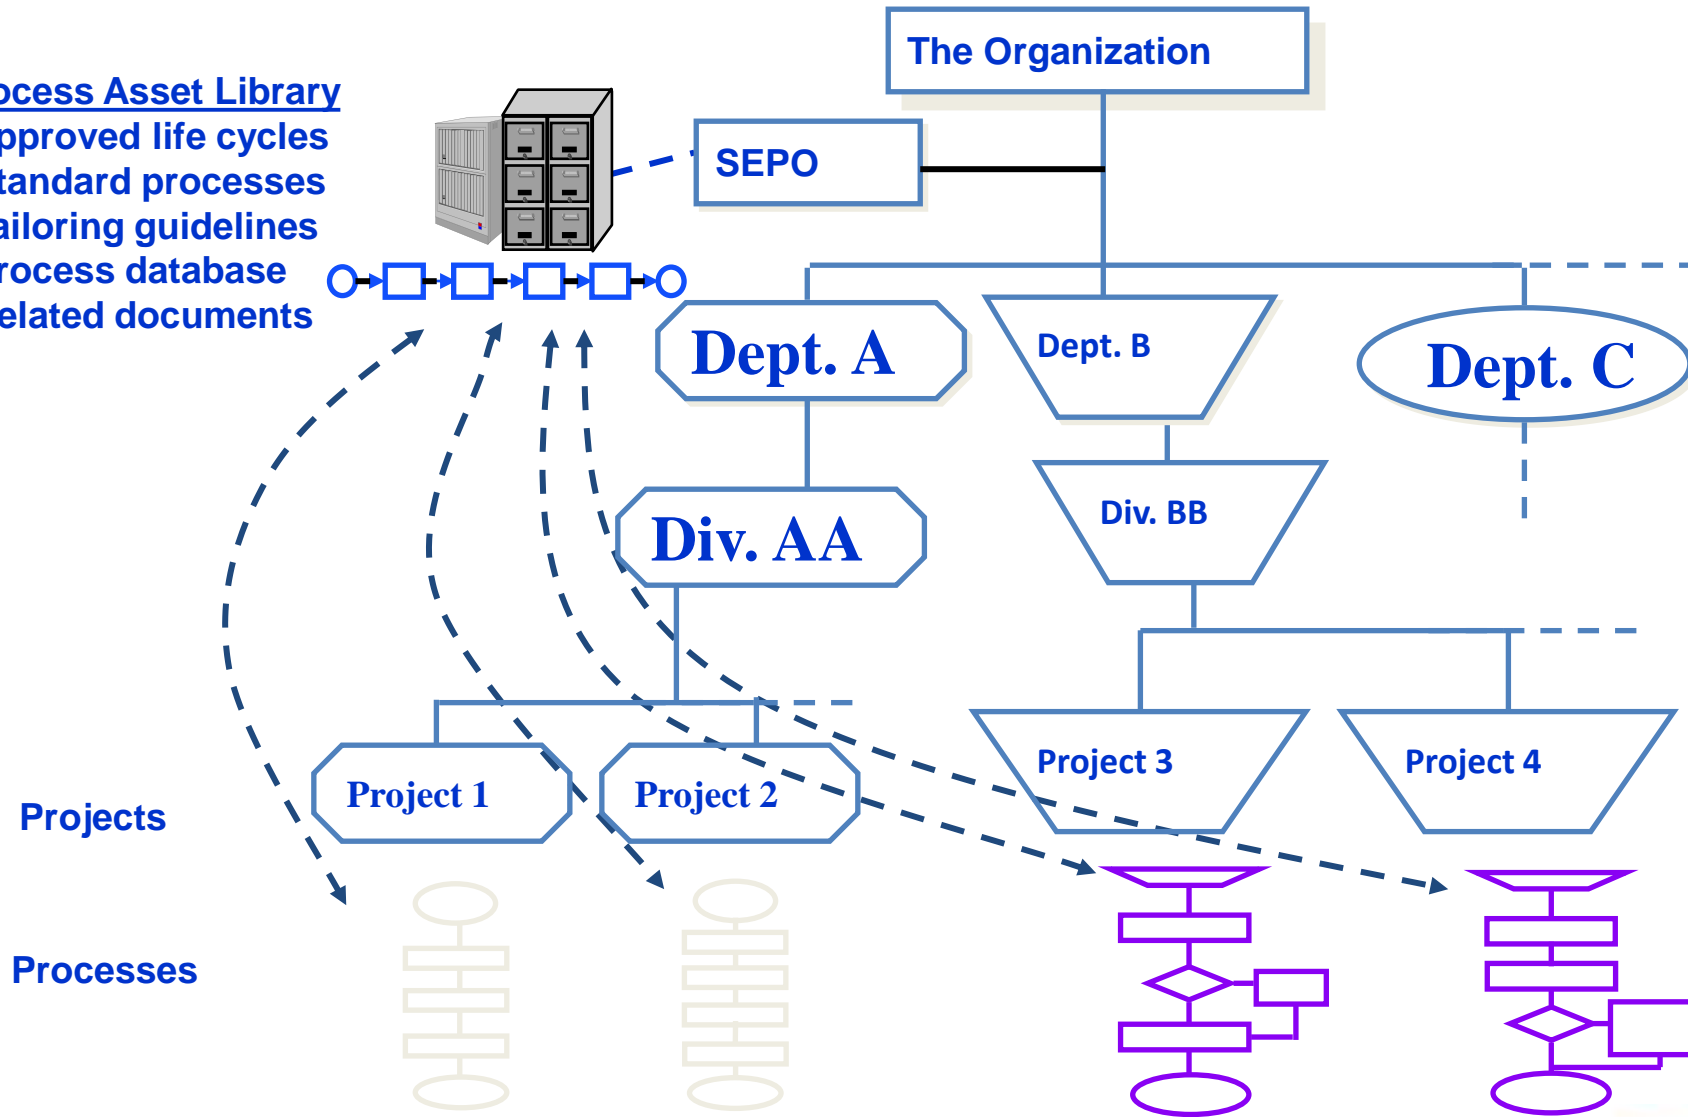 The Organization
ocess Asset Library
pproved life cycles
tandard processes
ailoring guidelines
rocess database
elated documents
SEPO
Dept. A
Dept. B
Dept. C
Div. AA
Div. BB
Project 1
Project 2
Project 3
Project 4
Projects
Processes